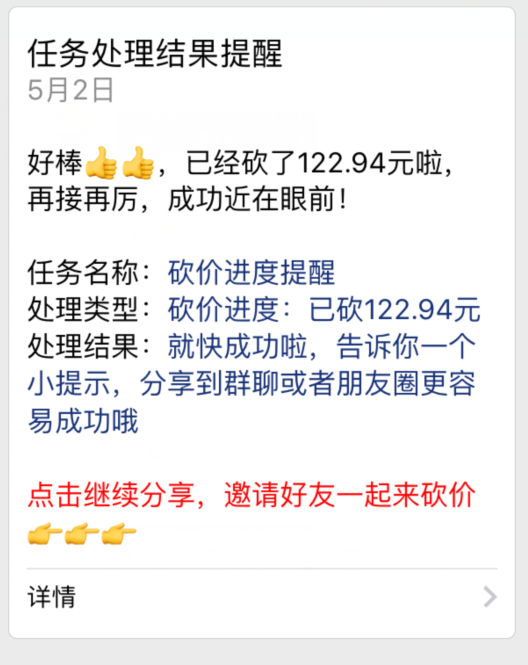 任务处理结果提醒
5月2日
好棒👍👍，已经砍了122.94元啦，
再接再厉，成功近在眼前！
任务名称：砍价进度提醒
处理类型：砍价进度：已砍122.94元
处理结果：就快成功啦，告诉你一个
小提示，分享到群聊或者朋友圈更容
易成功哦
点击继续分享，邀请好友一起来砍价
👉👉👉
详情